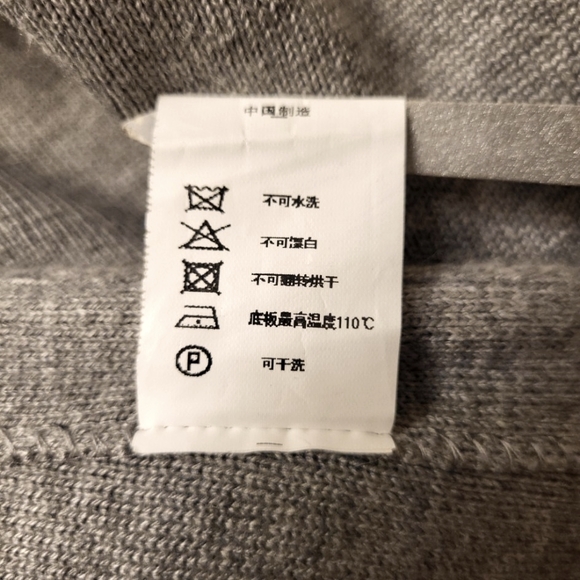 中国制造
不可水洗
不可漂白
不可翻转烘干
底板最高温度110℃
P 可干洗